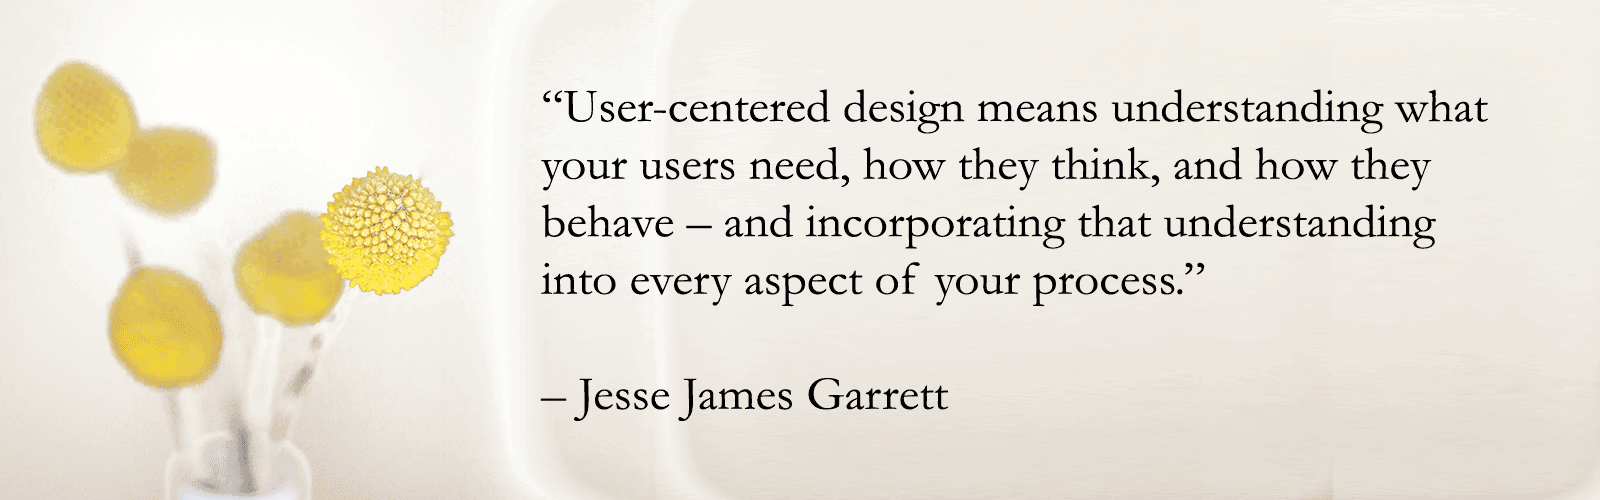 “User-centered design means understanding what
your users need, how they think, and how they
behave – and incorporating that understanding
into every aspect of your process.”
– Jesse James Garrett